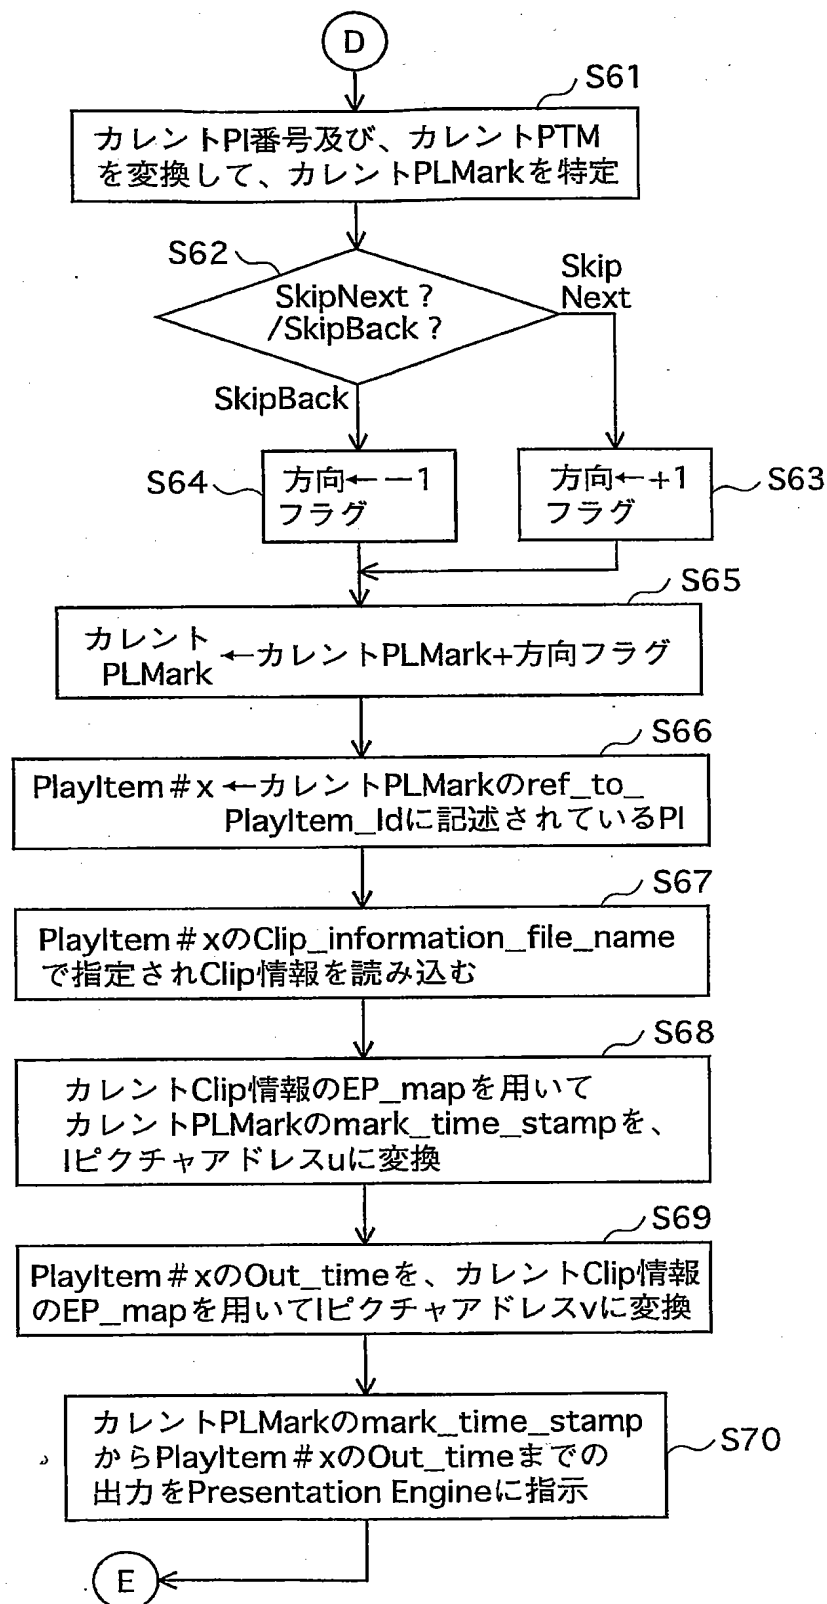 D
S61
カレントPI番号及び、カレントPTM
を変換して、カレントPLMarkを特定
S62
SkipNext ?
/SkipBack ?
Skip
Next
SkipBack
S64
方向←－1
フラグ
方向←+1
フラグ
S63
S65
カレント
PLMark
←カレントPLMark+方向フラグ
S66
PlayItem＃x ←カレントPLMarkのref_to_
PlayItem_Idに記述されているPI
S67
PlayItem＃xのClip_information_file_name
で指定されClip情報を読み込む
S68
カレントClip情報のEP_mapを用いて
カレントPLMarkのmark_time_stampを、
Iピクチャアドレスuに変換
S69
PlayItem＃xのOut_timeを、カレントClip情報
のEP_mapを用いてIピクチャアドレスvに変換
カレントPLMarkのmark_time_stamp
からPlayItem＃xのOut_timeまでの
出力をPresentation Engineに指示
S70
E